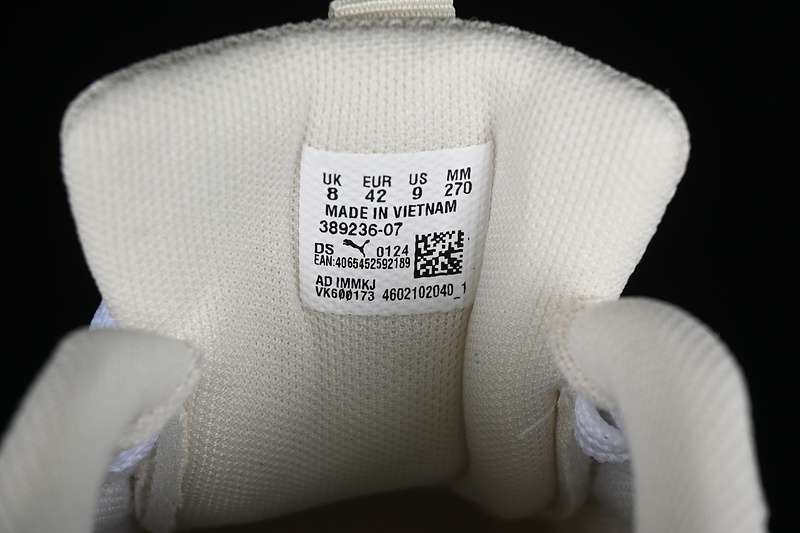 UK EUR US MM
8 42 9 270
MADE IN VIETNAM
389236-07
DS 0124
EAN:4065452592189
AD IMMKJ
VK600173 4602102040_1